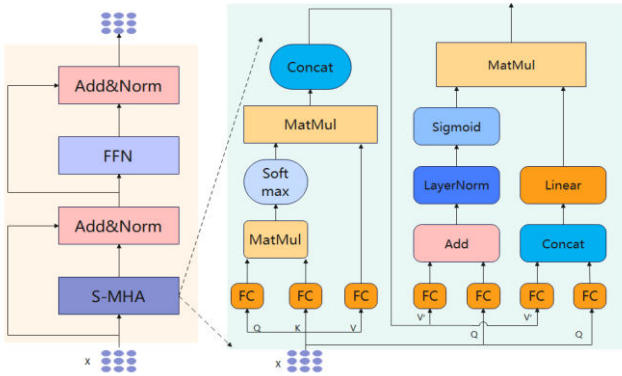 Add&Norm
FFN
Add&Norm
S-MHA
X
Concat
MatMul
Soft
max
MatMul
FC
FC
FC
Q
K
V
X
MatMul
Sigmoid
LayerNorm
Linear
Add
Concat
FC
FC
FC
FC
V'
Q
V'
Q